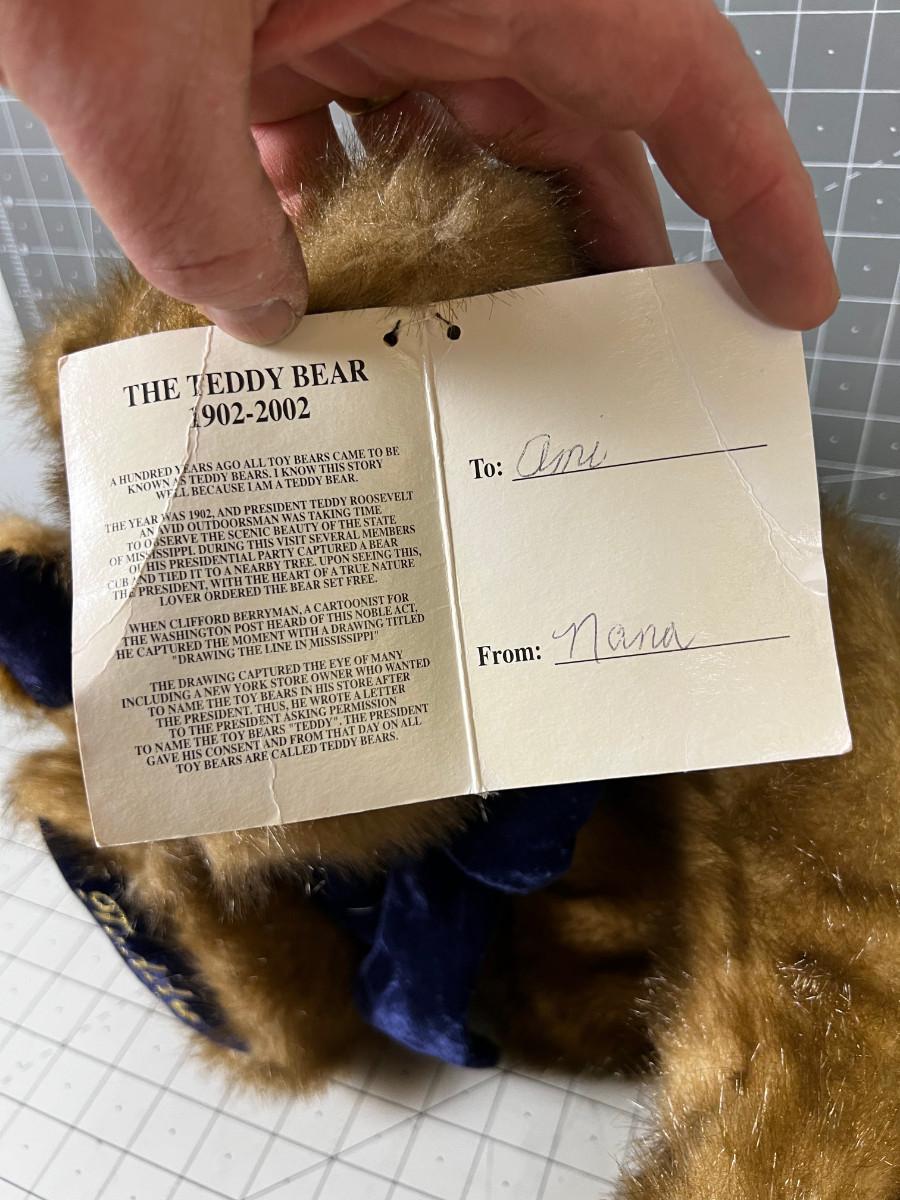 THE TEDDY BEAR
1902-2002
A HUNDRED YEARS AGO ALL TOY BEARS CAME TO BE
KNOWN AS TEDDY BEARS. I KNOW THIS STORY
WELL BECAUSE I AM A TEDDY BEAR.
THE YEAR WAS 1902, AND PRESIDENT TEDDY ROOSEVELT
AN AVID OUTDOORSMAN WAS TAKING TIME
TO OBSERVE THE SCENIC BEAUTY OF THE STATE
OF MISSISSIPPI. DURING THIS VISIT SEVERAL MEMBERS
OF HIS PRESIDENTIAL PARTY CAPTURED A BEAR
CUB AND TIED IT TO A NEARBY TREE. UPON SEEING THIS,
THE PRESIDENT, WITH THE HEART OF A TRUE NATURE
LOVER ORDERED THE BEAR SET FREE.
WHEN CLIFFORD BERRYMAN, A CARTOONIST FOR
THE WASHINGTON POST HEARD OF THIS NOBLE ACT,
HE CAPTURED THE MOMENT WITH A DRAWING TITLED
"DRAWING THE LINE IN MISSISSIPPI"
THE DRAWING CAPTURED THE EYE OF MANY
INCLUDING A NEW YORK STORE OWNER WHO WANTED
TO NAME THE TOY BEARS IN HIS STORE AFTER
THE PRESIDENT. THUS, HE WROTE A LETTER
TO THE PRESIDENT ASKING PERMISSION
TO NAME THE TOY BEARS "TEDDY". THE PRESIDENT
GAVE HIS CONSENT AND FROM THAT DAY ON ALL
TOY BEARS ARE CALLED TEDDY BEARS.
To: Ami
From: Nana